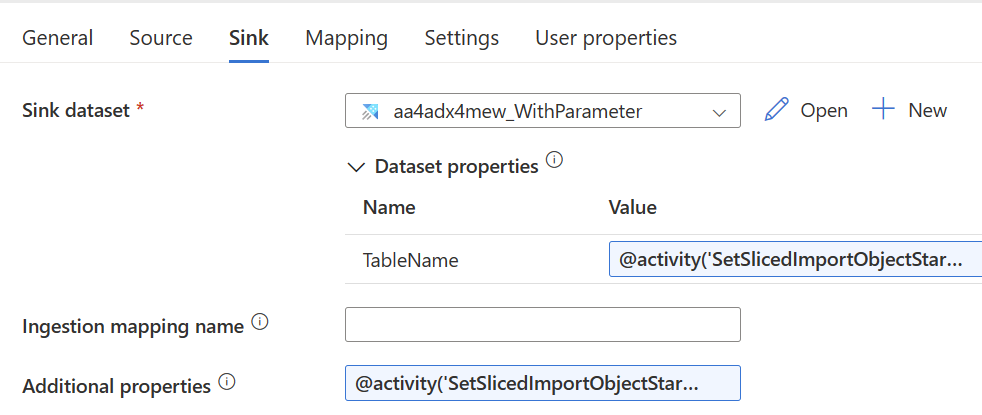 General Source Sink Mapping Settings User properties
Sink dataset * aa4adx4mew_WithParameter Open New
Dataset properties
Name Value
TableName @activity('SetSlicedImportObjectStar...
Ingestion mapping name
Additional properties @activity('SetSlicedImportObjectStar...